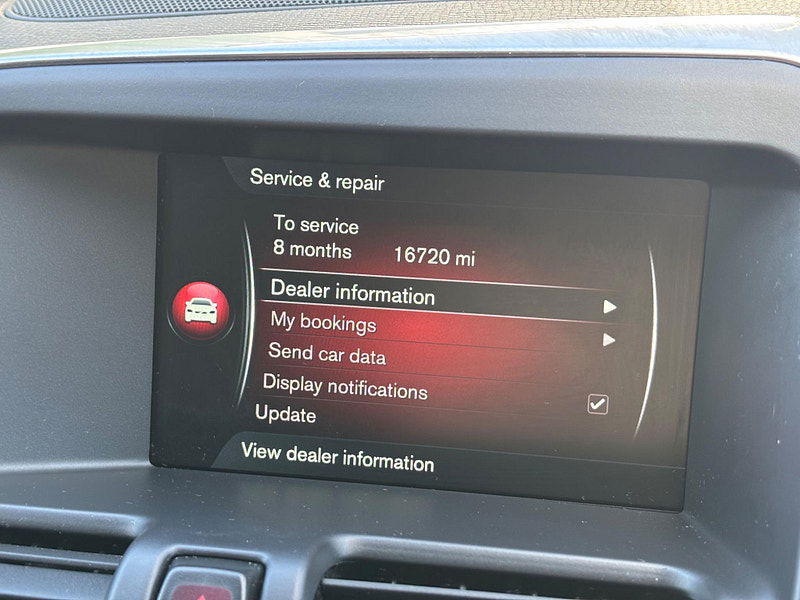 Service & repair
To service
8 months 16720 mi
Dealer information
My bookings
Send car data
Display notifications
Update
View dealer information